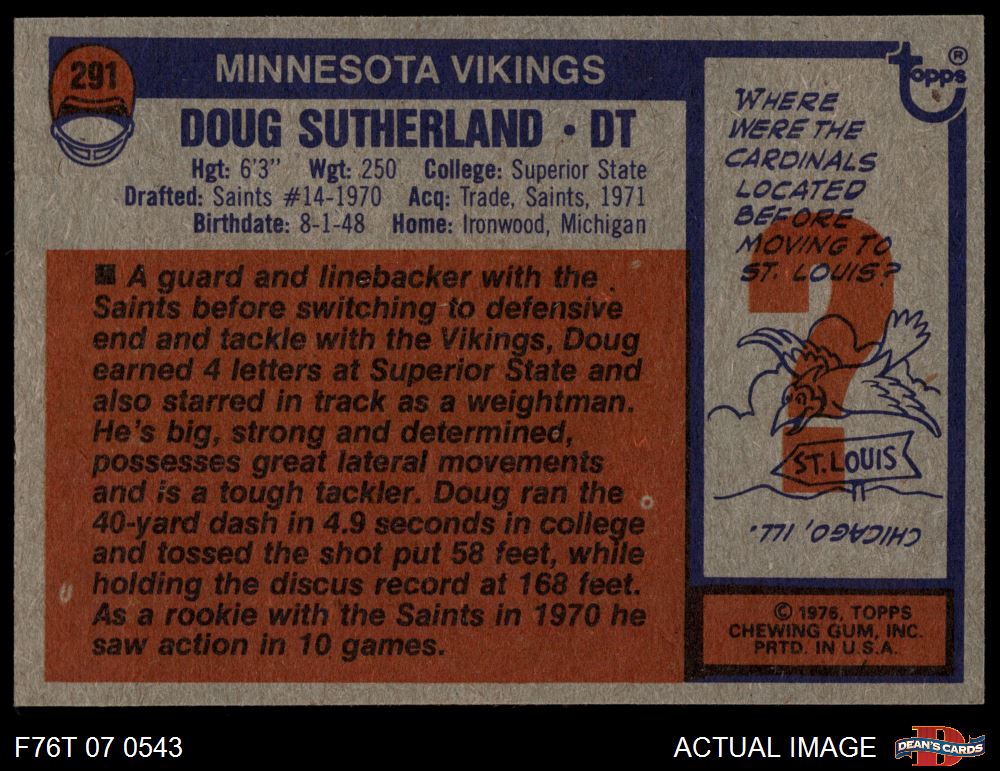 291
MINNESOTA VIKINGS
DOUG SUTHERLAND • DT
Hgt: 6'3" Wgt: 250 College: Superior State
Drafted: Saints #14-1970 Acq: Trade, Saints, 1971
Birthdate: 8-1-48 Home: Ironwood, Michigan
■ A guard and linebacker with the
Saints before switching to defensive
end and tackle with the Vikings, Doug
earned 4 letters at Superior State and
also starred in track as a weightman.
He's big, strong and determined,
possesses great lateral movements
and is a tough tackler. Doug ran the
40-yard dash in 4.9 seconds in college
and tossed the shot put 58 feet, while
holding the discus record at 168 feet.
As a rookie with the Saints in 1970 he
saw action in 10 games.
Topps ®
WHERE
WERE THE
CARDINALS
LOCATED
BEFORE
MOVING TO
ST. LOUIS?
?
ST. LOUIS
CHICAGO, ILL.
© 1976, TOPPS
CHEWING GUM, INC.
PRTD. IN U.S.A.
F76T 07 0543
ACTUAL IMAGE
D
DEAN'S CARDS